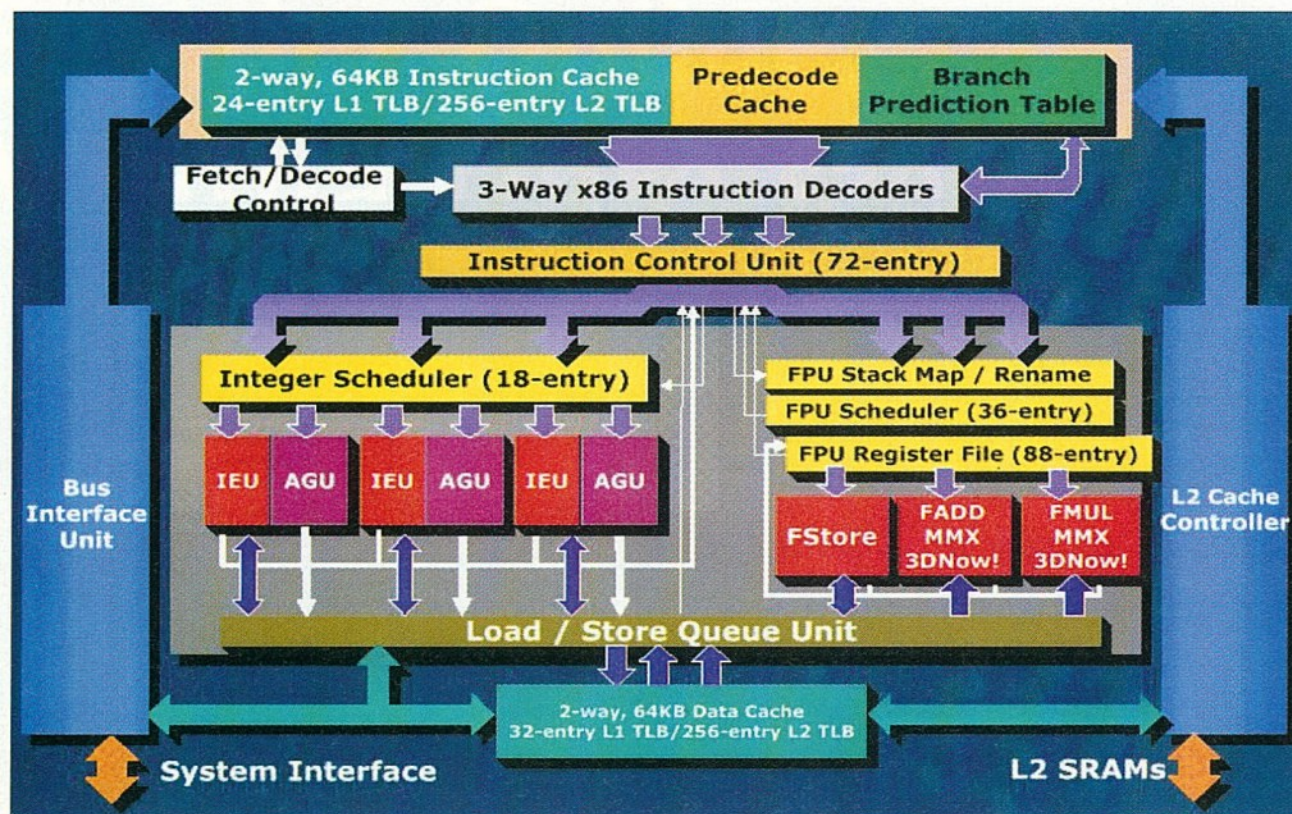 2-way, 64KB Instruction Cache
24-entry L1 TLB/256-entry L2 TLB
Predecode
Cache
Branch
Prediction Table
Fetch/Decode
Control
3-Way x86 Instruction Decoders
Instruction Control Unit (72-entry)
Integer Scheduler (18-entry)
FPU Stack Map / Rename
FPU Scheduler (36-entry)
FPU Register File (88-entry)
Bus
Interface
Unit
IEU
AGU
IEU
AGU
IEU
AGU
FStore
FADD
MMX
3DNow!
FMUL
MMX
3DNow!
L2 Cache
Controller
Load / Store Queue Unit
2-way, 64KB Data Cache
32-entry L1 TLB/256-entry L2 TLB
System Interface
L2 SRAMs